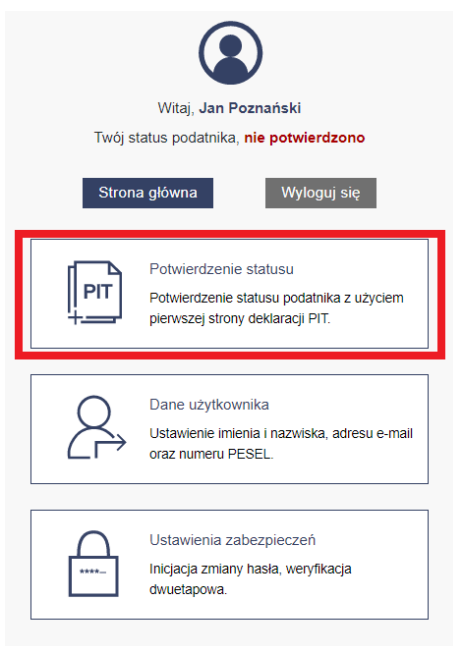 Witaj, Jan Poznański
Twój status podatnika, nie potwierdzono
Strona główna
Wyloguj się
PIT
Potwierdzenie statusu
Potwierdzenie statusu podatnika z użyciem
pierwszej strony deklaracji PIT.
Dane użytkownika
Ustawienie imienia i nazwiska, adresu e-mail
oraz numeru PESEL.
****_
Ustawienia zabezpieczeń
Inicjacja zmiany hasła, weryfikacja
dwuetapowa.